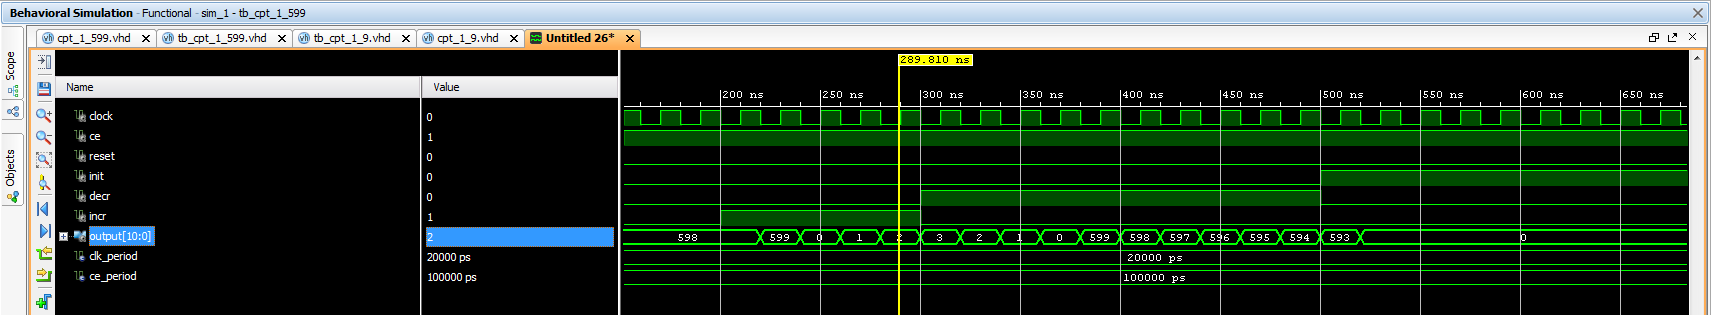 Behavioral Simulation - Functional - sim_1 - tb_cpt_1_599
Scope
Objects
cpt_1_599.vhd
tb_cpt_1_599.vhd
tb_cpt_1_9.vhd
cpt_1_9.vhd
Untitled 26*
289.810 ns
Name Value
200 ns 250 ns 300 ns 350 ns 400 ns 450 ns 500 ns 550 ns 600 ns 650 ns
clock 0
ce 1
reset 0
init 0
decr 0
incr 1
output[10:0] 2 598 599 0 1 2 3 2 1 0 599 598 597 596 595 594 593 0
clk_period 20000 ps 20000 ps
ce_period 100000 ps 100000 ps